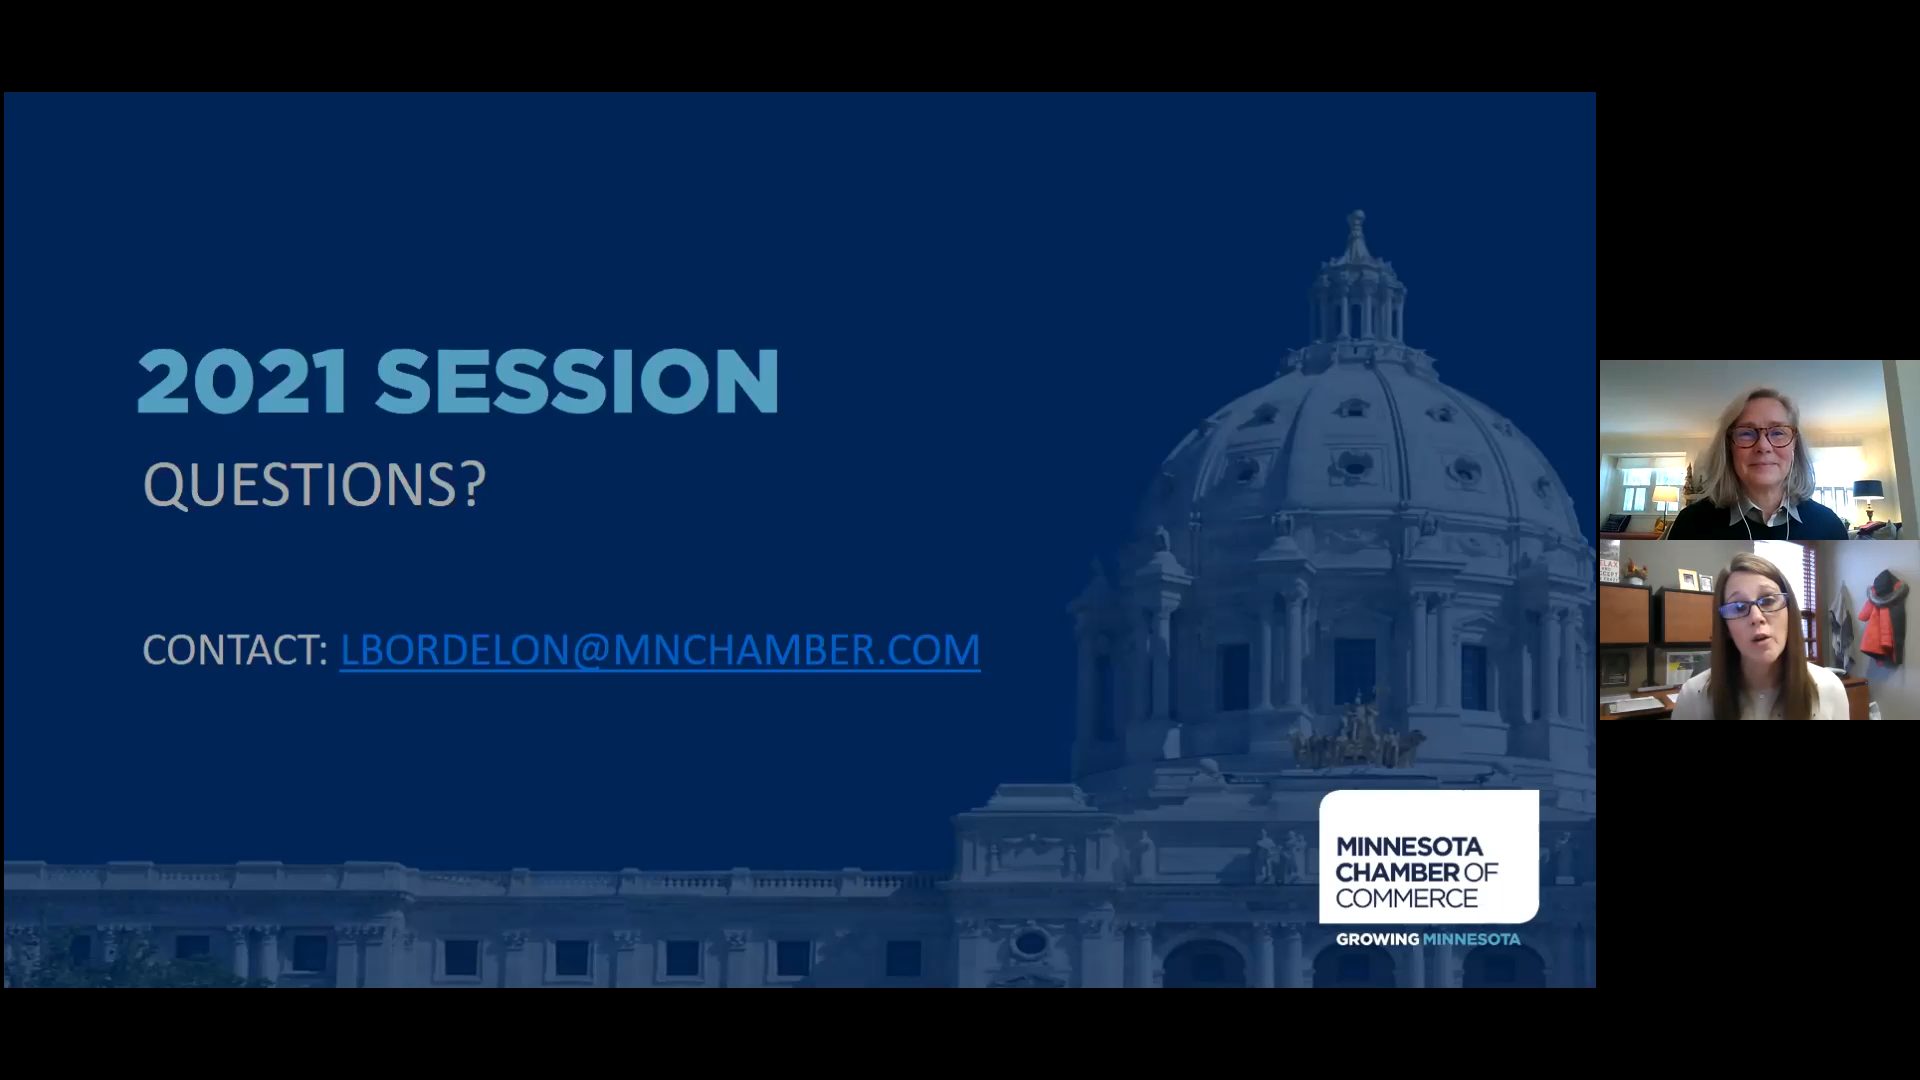 2021 SESSION
QUESTIONS?
CONTACT: LBORDELON@MNCHAMBER.COM
MINNESOTA
CHAMBER OF
COMMERCE
GROWING MINNESOTA